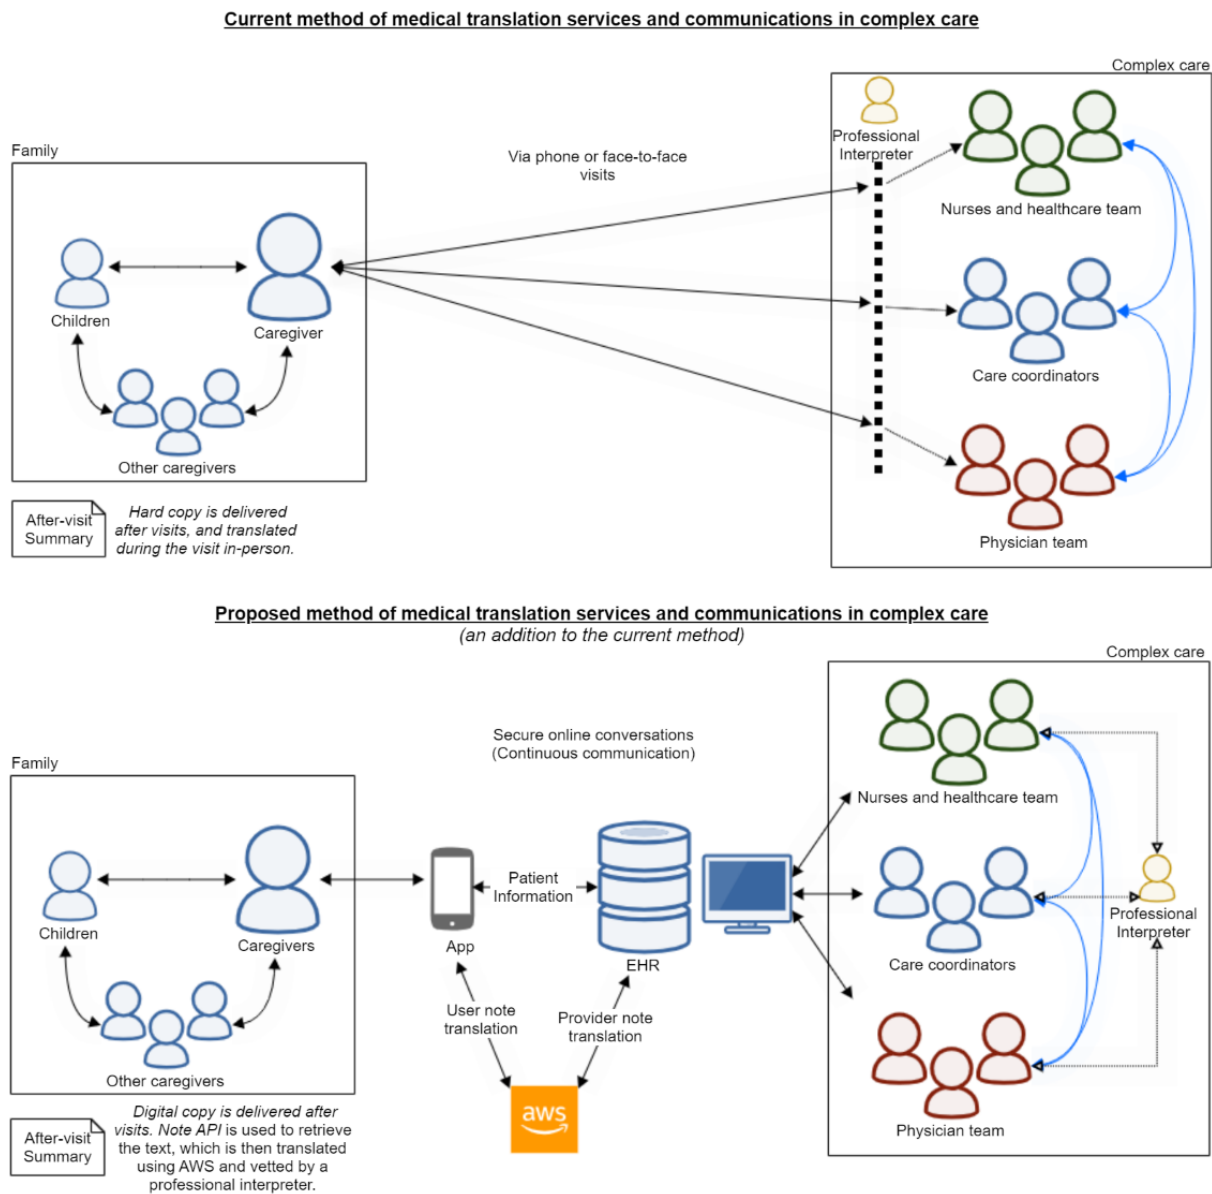 Current method of medical translation services and communications in complex care
Complex care
Professional
Interpreter
Family
Via phone or face-to-face
visits
Nurses and healthcare team
Children
Caregiver
Care coordinators
Other caregivers
After-visit
Summary
Hard copy is delivered
after visits, and translated
during the visit in-person.
Physician team
Proposed method of medical translation services and communications in complex care
(an addition to the current method)
Complex care
Secure online conversations
(Continuous communication)
Family
Nurses and healthcare team
Patient
Information
Children
Caregivers
App
EHR
Care coordinators
Professional
Interpreter
User note
translation
Provider note
translation
Other caregivers
aws
After-visit
Summary
Digital copy is delivered after
visits. Note API is used to retrieve
the text, which is then translated
using AWS and vetted by a
professional interpreter.
Physician team